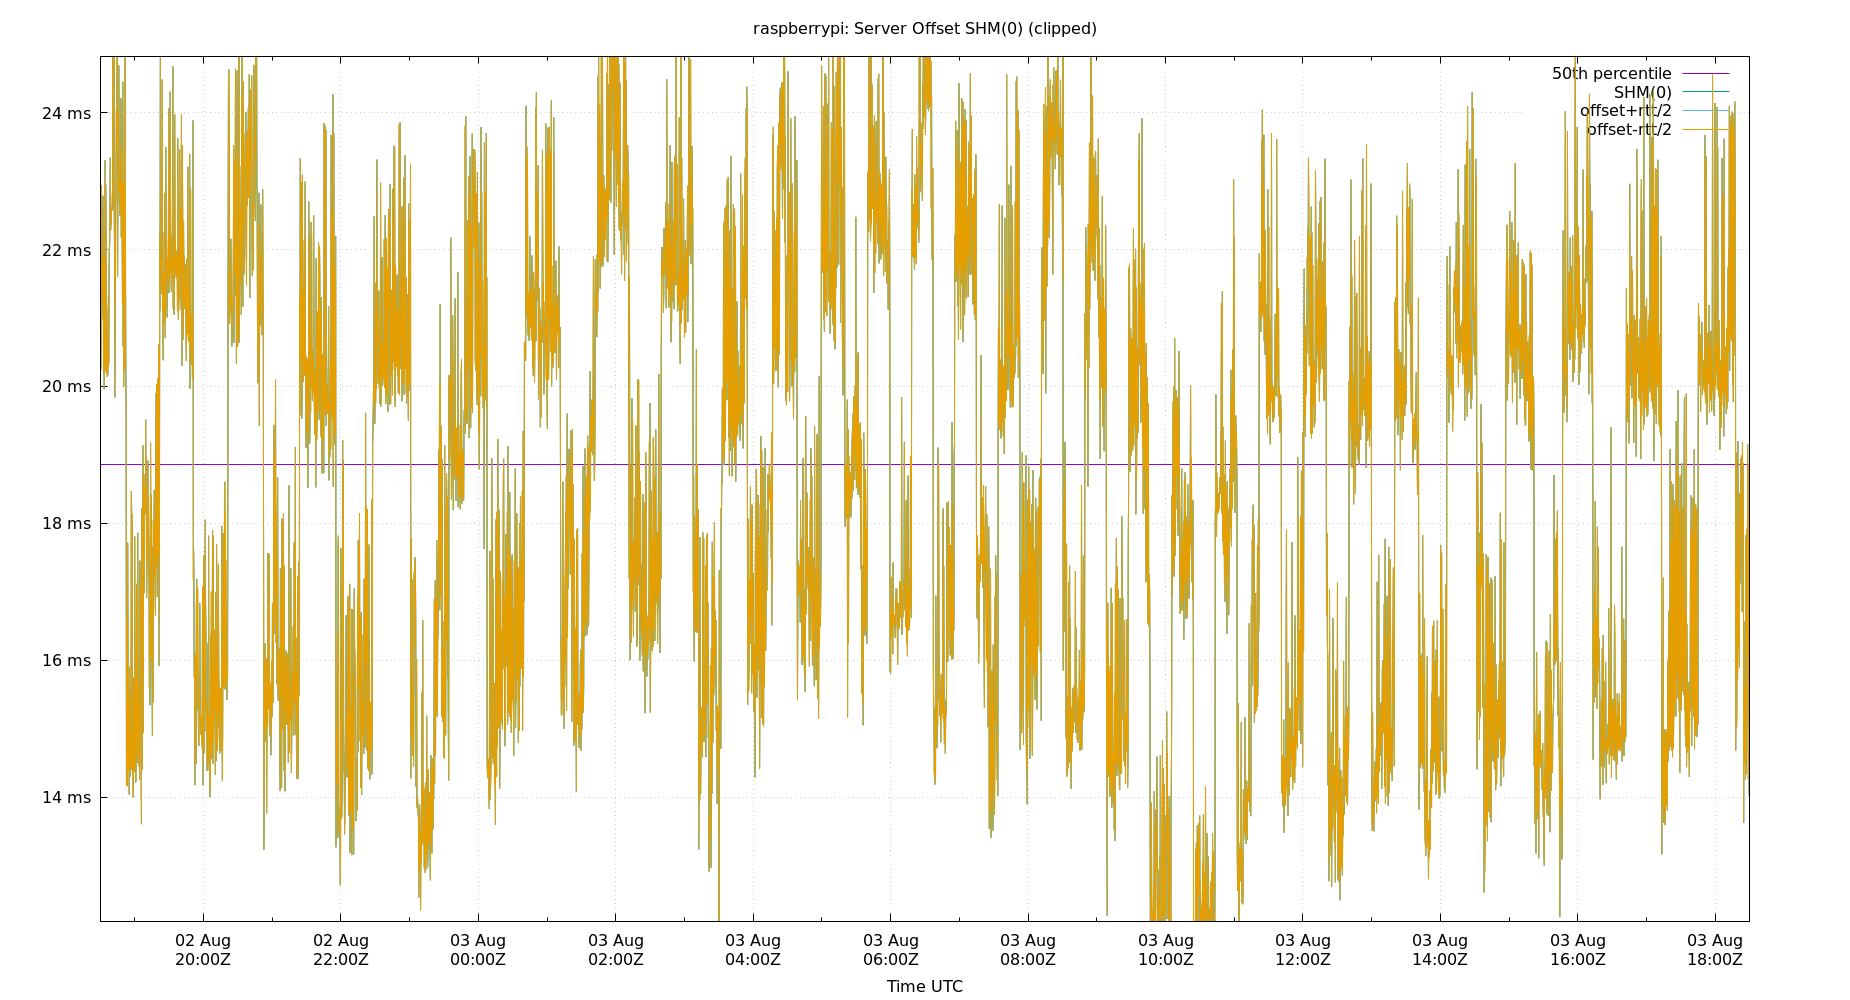 raspberrypi: Server Offset SHM(0) (clipped)
50th percentile
SHM(0)
offset+rtt/2
offset-rtt/2
24 ms
22 ms
20 ms
18 ms
16 ms
14 ms
02 Aug 02 Aug 03 Aug 03 Aug 03 Aug 03 Aug 03 Aug 03 Aug 03 Aug 03 Aug 03 Aug 03 Aug
20:00Z 22:00Z 00:00Z 02:00Z 04:00Z 06:00Z 08:00Z 10:00Z 12:00Z 14:00Z 16:00Z 18:00Z
Time UTC